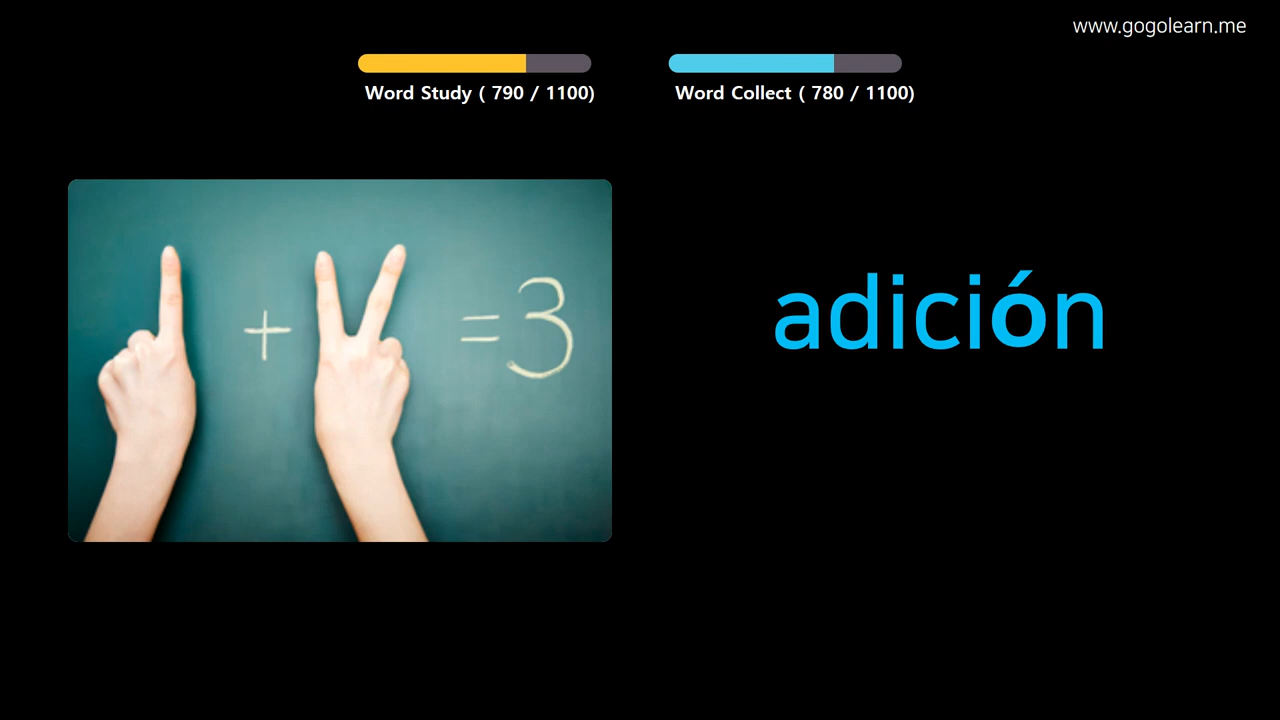 www.gogolearn.me
Word Study ( 790 / 1100)
Word Collect ( 780 / 1100)
+ = 3
adición